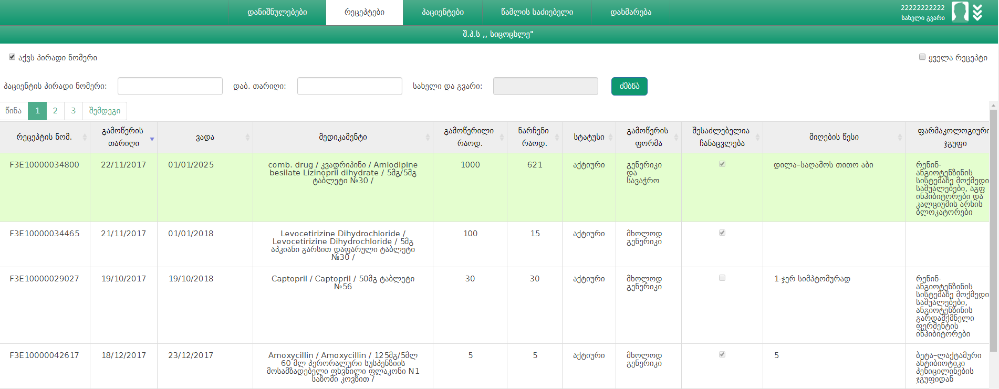 დანიშნულებები რეცეპტები პაციენტები წამლის საძიებელი დახმარება
22222222222
სახელი გვარი
შ.პ.ს ,, სიცოცხლე"
აქვს პირადი ნომერი
ყველა რეცეპტი
პაციენტის პირადი ნომერი: დაბ. თარიღი: სახელი და გვარი: ძებნა
წინა 1 2 3 შემდეგი
რეცეპტის ნომ.
გამოწერის
თარიღი
ვადა
მედიკამენტი
გამოწერილი
რაოდ.
ნარჩენი
რაოდ.
სტატუსი
გამოწერის
ფორმა
შესაძლებელია
ჩანაცვლება
მიღების წესი
ფარმაკოლოგიური
ჯგუფი
F3E10000034800
22/11/2017
01/01/2025
comb. drug / კვადრიპინი / Amlodipine
besilate Lizinopril dihydrate / 5მგ/5მგ
ტაბლეტი №30 /
1000
621
აქტიური
გენერიკი
და
სავაჭრო
დილა–საღამოს თითო აბი
რენინ-
ანგიოტენზინის
სისტემაზე მოქმედი
საშუალებები, აგფ
ინჰიბიტორები და
კალციუმის არხის
ბლოკატორები
F3E10000034465
21/11/2017
01/01/2018
Levocetirizine Dihydrochloride /
Levocetirizine Dihydrochloride / 5მგ
აპკიანი გარსით დაფარული ტაბლეტი
№30 /
100
15
აქტიური
მხოლოდ
გენერიკი
F3E10000029027
19/10/2017
19/10/2018
Captopril / Captopril / 50მგ ტაბლეტი
№56
30
30
აქტიური
მხოლოდ
გენერიკი
1-ჯერ სიმპტომურად
რენინ-
ანგიოტენზინის
სისტემაზე მოქმედი
საშუალებები,
ანგიოტენზინის
გარდამქმნელი
ფერმენტის
ინჰიბიტორები
F3E10000042617
18/12/2017
23/12/2017
Amoxycillin / Amoxycillin / 125მგ/5მლ
60 მლ პერორალური სუსპენზიის
მოსამზადებელი ფხვნილი ფლაკონი N1
საზომი კოვზით /
5
5
აქტიური
მხოლოდ
გენერიკი
5
ბეტა–ლაქტამური
ანტიბიოტიკი
პენიცილინების
ჯგუფიდან